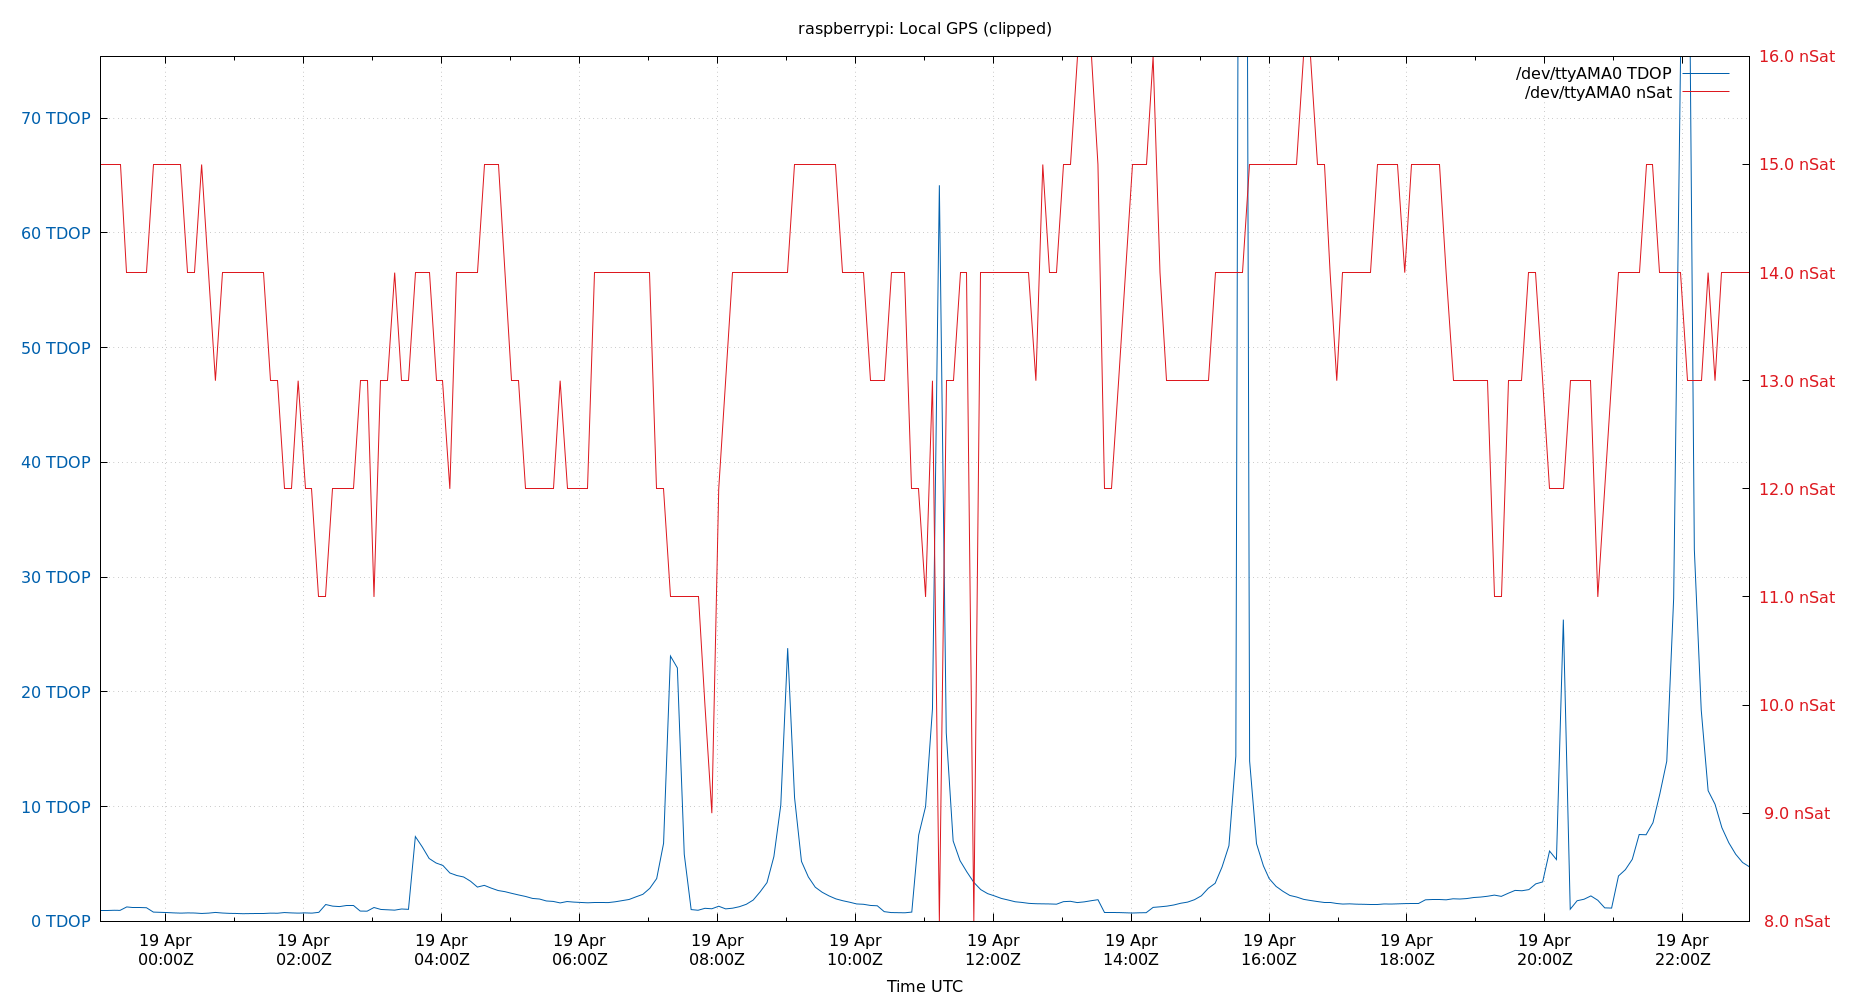 raspberrypi: Local GPS (clipped)
/dev/ttyAMA0 TDOP
/dev/ttyAMA0 nSat
70 TDOP
60 TDOP
50 TDOP
40 TDOP
30 TDOP
20 TDOP
10 TDOP
0 TDOP
16.0 nSat
15.0 nSat
14.0 nSat
13.0 nSat
12.0 nSat
11.0 nSat
10.0 nSat
9.0 nSat
8.0 nSat
19 Apr 19 Apr 19 Apr 19 Apr 19 Apr 19 Apr 19 Apr 19 Apr 19 Apr 19 Apr 19 Apr 19 Apr
00:00Z 02:00Z 04:00Z 06:00Z 08:00Z 10:00Z 12:00Z 14:00Z 16:00Z 18:00Z 20:00Z 22:00Z
Time UTC